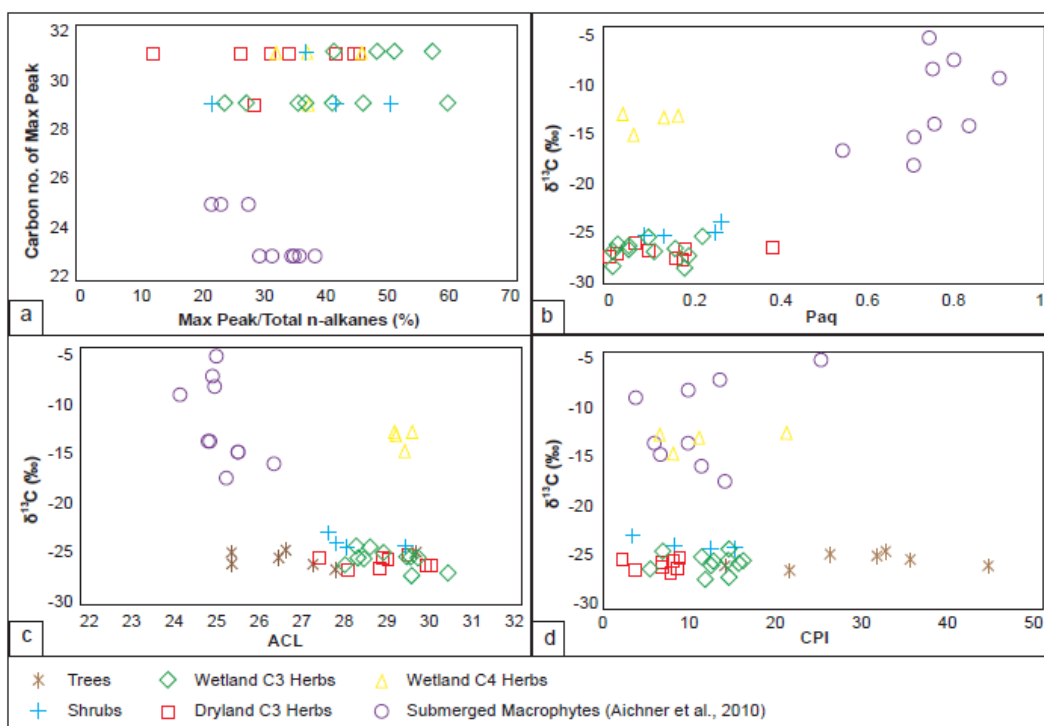 32
30
28
26
24
22
Carbon no. of Max Peak
0 10 20 30 40 50 60 70
a
Max Peak/Total n-alkanes (%)
-5
-10
-15
-20
-25
-30
δ13C (‰)
0 0.2 0.4 0.6 0.8 1
b
Paq
-5
-10
-15
-20
-25
-30
δ13C (‰)
22 23 24 25 26 27 28 29 30 31 32
c
ACL
-5
-10
-15
-20
-25
-30
δ13C (‰)
0 10 20 30 40 50
d
CPI
Trees Wetland C3 Herbs Wetland C4 Herbs
Shrubs Dryland C3 Herbs Submerged Macrophytes (Aichner et al., 2010)